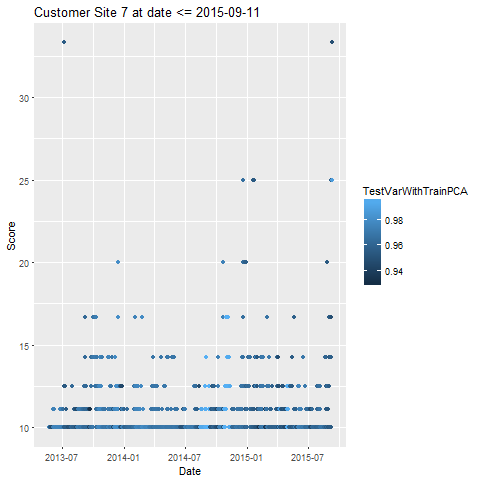 Customer Site 7 at date <= 2015-09-11
Score
30
25
20
15
10
2013-07 2014-01 2014-07 2015-01 2015-07
Date
TestVarWithTrainPCA
0.98
0.96
0.94